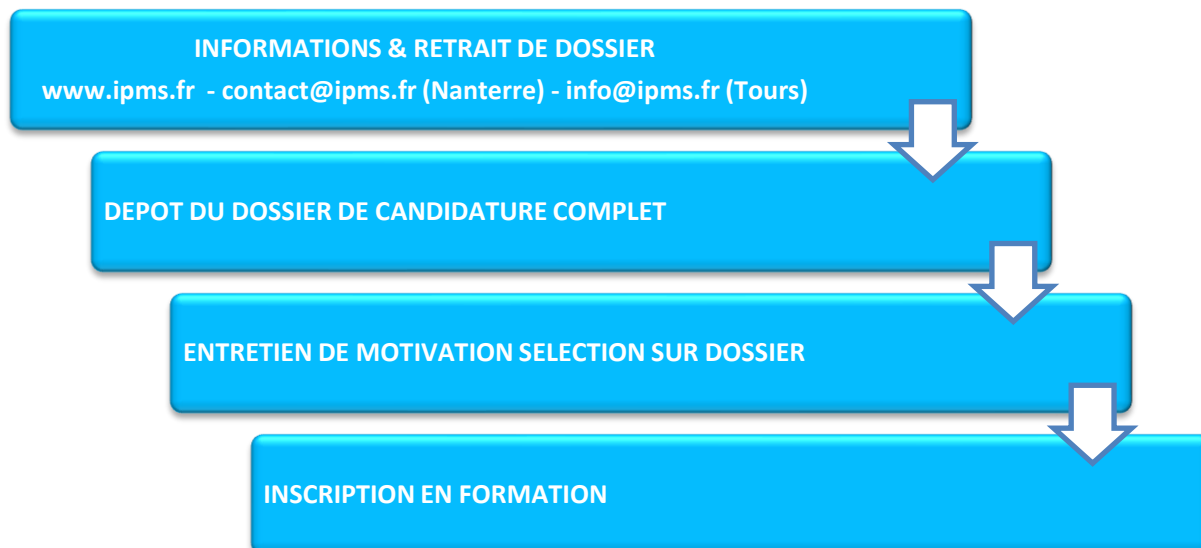 INFORMATIONS & RETRAIT DE DOSSIER
www.ipms.fr - contact@ipms.fr (Nanterre) - info@ipms.fr (Tours)
DEPOT DU DOSSIER DE CANDIDATURE COMPLET
ENTRETIEN DE MOTIVATION SELECTION SUR DOSSIER
INSCRIPTION EN FORMATION